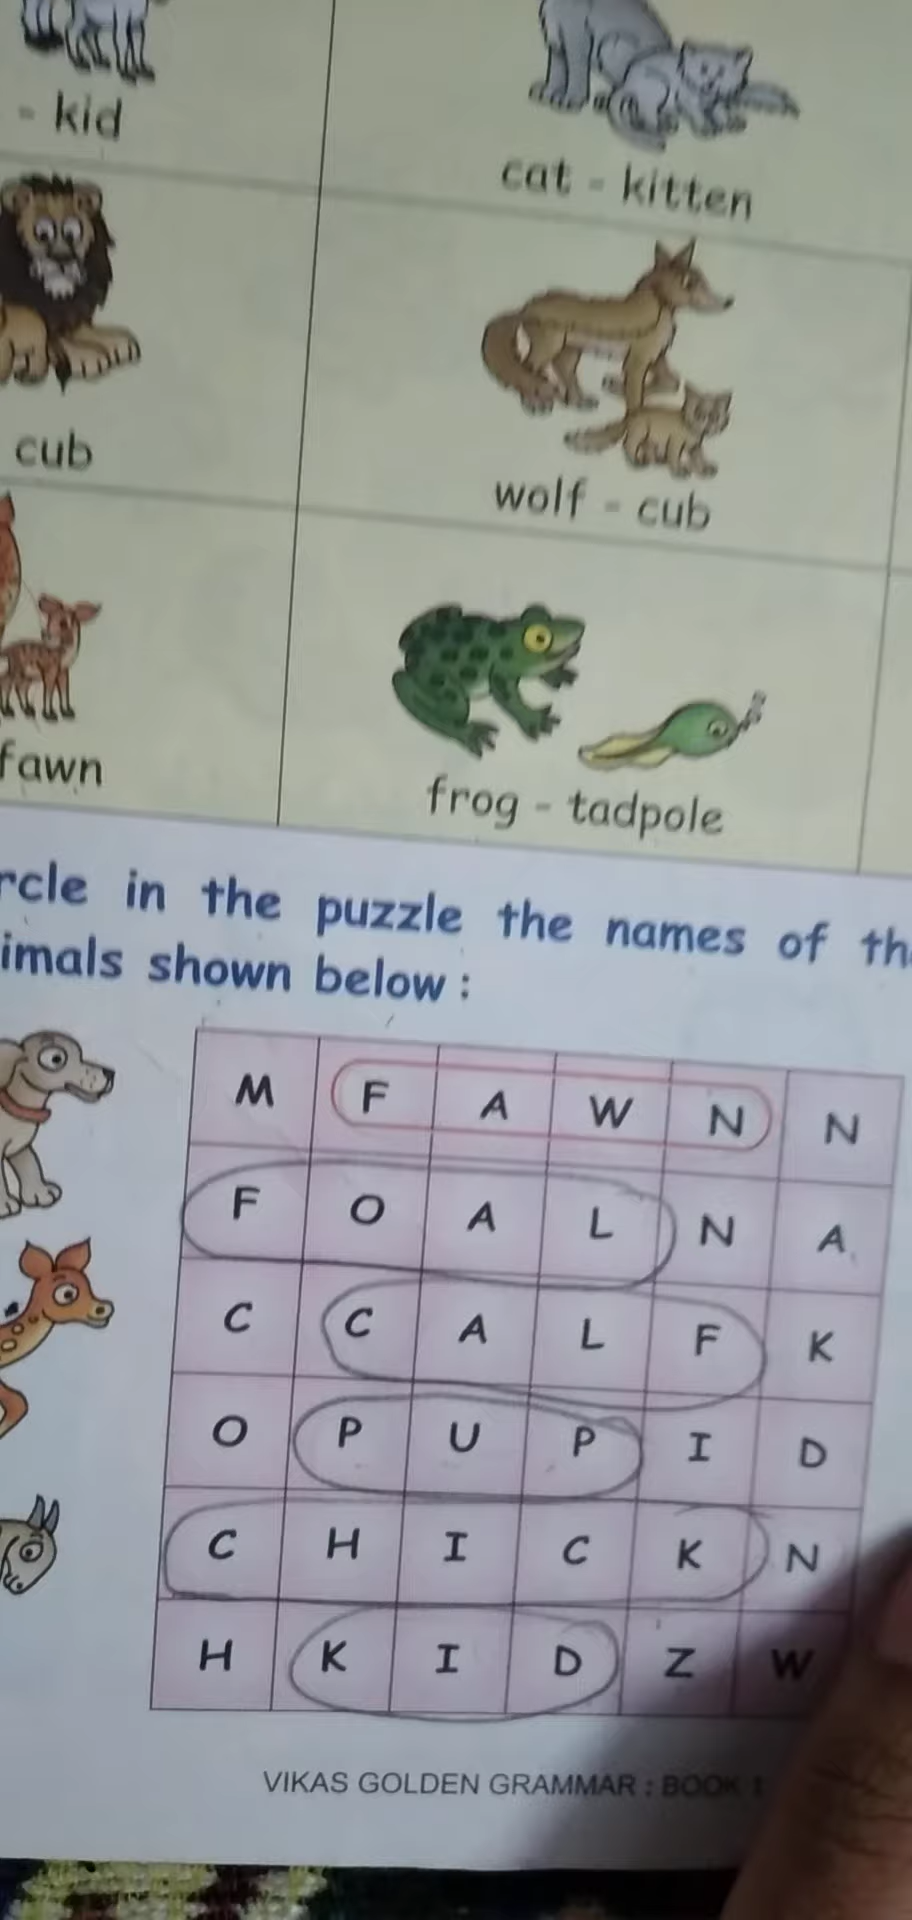 - kid
cat - kitten
cub
wolf - cub
fawn
frog - tadpole
rcle in the puzzle the names of th
imals shown below :
M F A W N N
F O A L N A
C C A L F K
O P U P I D
C H I C K N
H K I D Z W
VIKAS GOLDEN GRAMMAR : BOOK 1